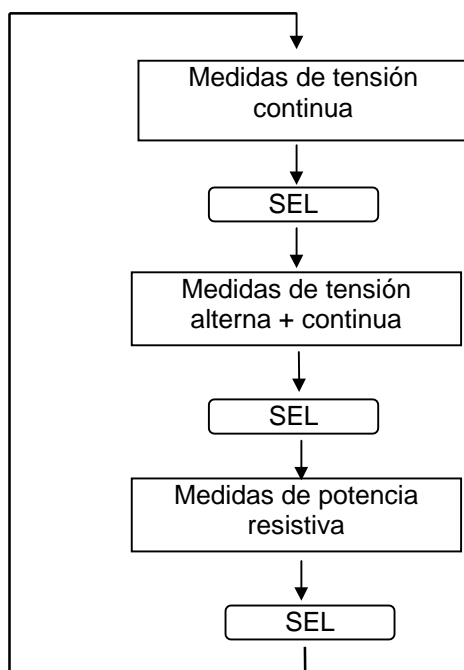 Medidas de tensión
continua
SEL
Medidas de tensión
alterna + continua
SEL
Medidas de potencia
resistiva
SEL